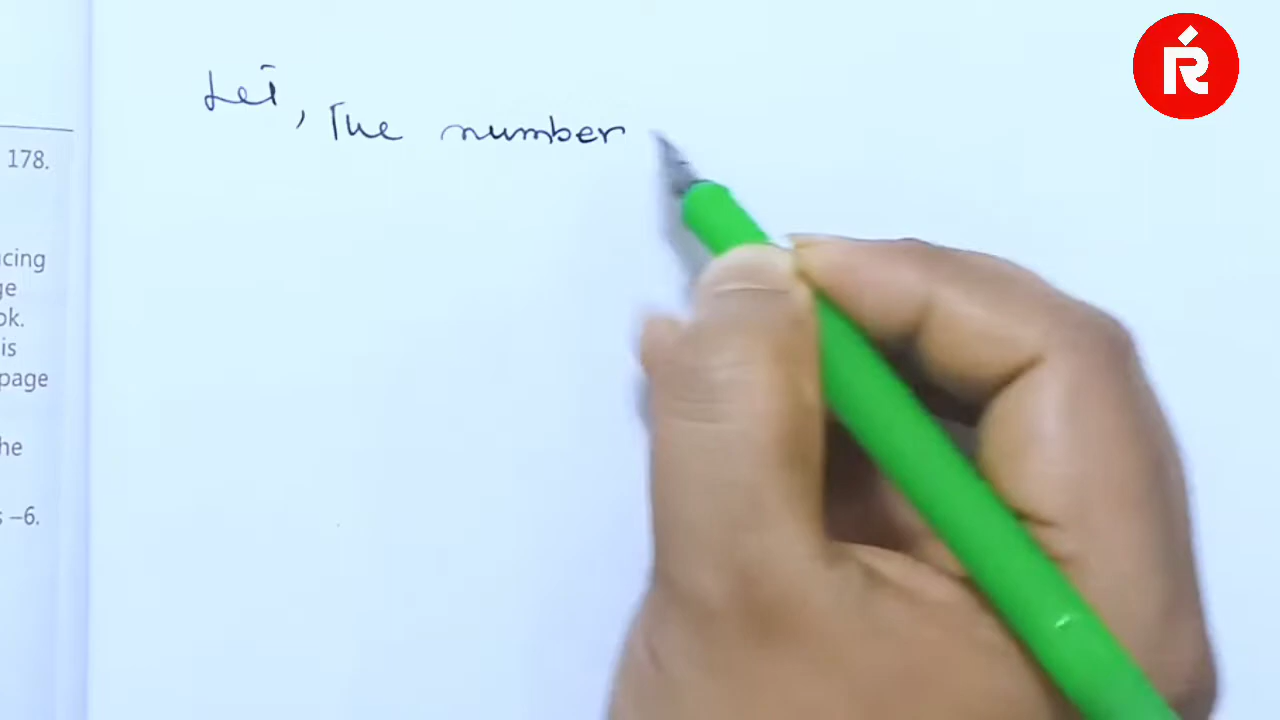 Let, The number
178.
cing
ge
ok.
is
page
he
s –6.
R